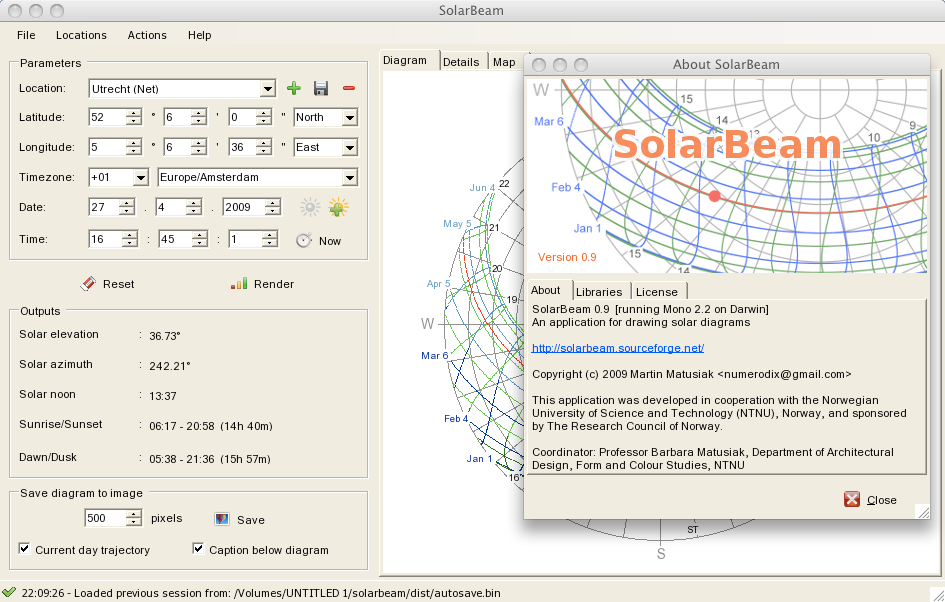 SolarBeam
File Locations Actions Help
Parameters
Location: Utrecht (Net)
Latitude: 52 ° 6 ' 0 " North
Longitude: 5 ° 6 ' 36 " East
Timezone: +01 Europe/Amsterdam
Date: 27 . 4 . 2009
Time: 16 : 45 : 1 Now
Reset Render
Outputs
Solar elevation : 36.73°
Solar azimuth : 242.21°
Solar noon : 13:37
Sunrise/Sunset : 06:17 - 20:58 (14h 40m)
Dawn/Dusk : 05:38 - 21:36 (15h 57m)
Save diagram to image
500 pixels Save
Current day trajectory Caption below diagram
Diagram Details Map
Jun 4 22
May 5 21
20
Apr 5 19
W
Mar 6
Feb 4
Jan 1
16
ST
S
About SolarBeam
W 15
Mar 6 14 13 10 9
SolarBeam
Feb 4
Jan 1
15
Version 0.9 14
About Libraries License
SolarBeam 0.9 [running Mono 2.2 on Darwin]
An application for drawing solar diagrams
http://solarbeam.sourceforge.net/
Copyright (c) 2009 Martin Matusiak <numerodix@gmail.com>
This application was developed in cooperation with the Norwegian
University of Science and Technology (NTNU), Norway, and sponsored
by The Research Council of Norway.
Coordinator: Professor Barbara Matusiak, Department of Architectural
Design, Form and Colour Studies, NTNU
Close
22:09:26 - Loaded previous session from: /Volumes/UNTITLED 1/solarbeam/dist/autosave.bin